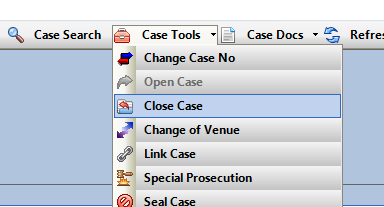 Case Search Case Tools Case Docs Refres
Change Case No
Open Case
Close Case
Change of Venue
Link Case
Special Prosecution
Seal Case